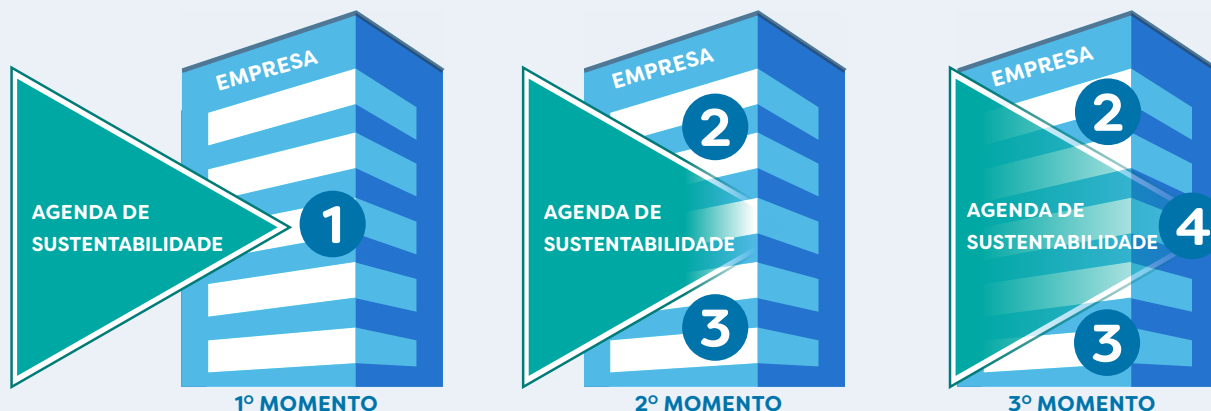 EMPRESA
AGENDA DE
SUSTENTABILIDADE
1
1º MOMENTO
EMPRESA
2
AGENDA DE
SUSTENTABILIDADE
3
2º MOMENTO
EMPRESA
2
AGENDA DE
SUSTENTABILIDADE
4
3
3º MOMENTO